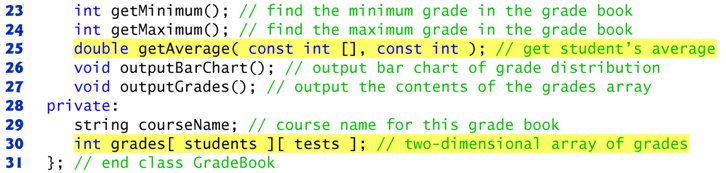 23 int getMinimum(); // find the minimum grade in the grade book
24 int getMaximum(); // find the maximum grade in the grade book
25 double getAverage( const int [], const int ); // get student's average
26 void outputBarChart(); // output bar chart of grade distribution
27 void outputGrades(); // output the contents of the grades array
28 private:
29 string courseName; // course name for this grade book
30 int grades[ students ][ tests ]; // two-dimensional array of grades
31 }; // end class GradeBook